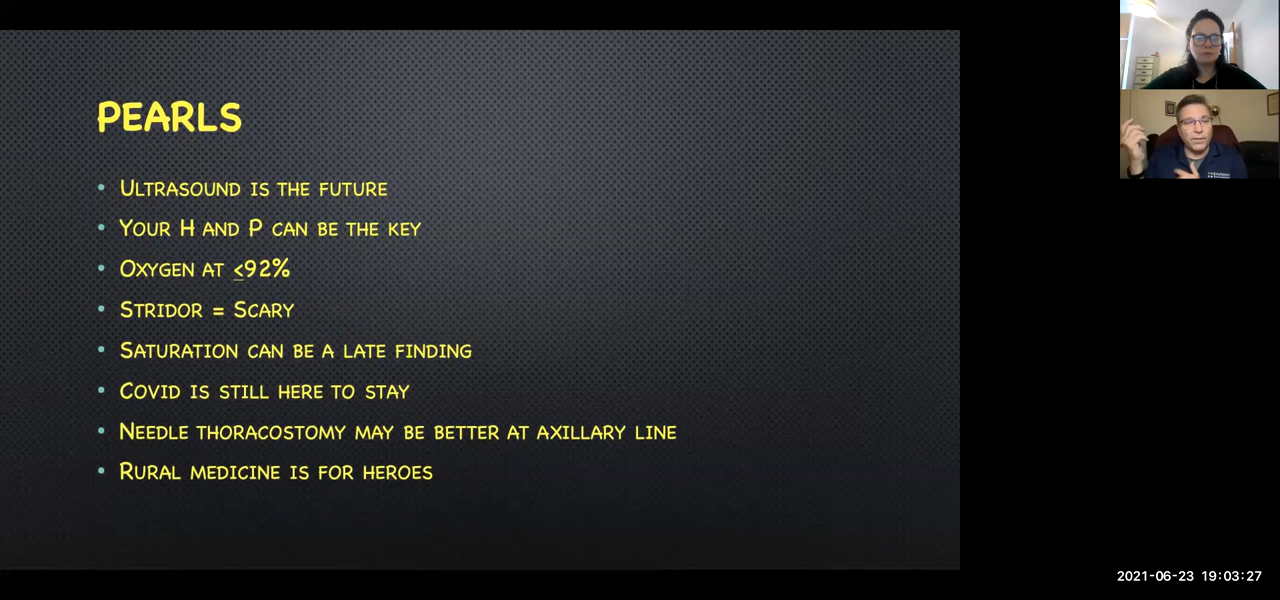 PEARLS
• ULTRASOUND IS THE FUTURE
• YOUR H AND P CAN BE THE KEY
• OXYGEN AT <92%
• STRIDOR = SCARY
• SATURATION CAN BE A LATE FINDING
• COVID IS STILL HERE TO STAY
• NEEDLE THORACOSTOMY MAY BE BETTER AT AXILLARY LINE
• RURAL MEDICINE IS FOR HEROES
2021-06-23 19:03:27